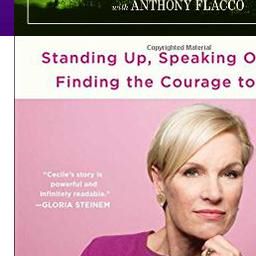 with ANTHONY FLACCO
Copyrighted Material
Standing Up, Speaking O
Finding the Courage to
"Cecile's story is
powerful and
infinitely readable."
—GLORIA STEINEM